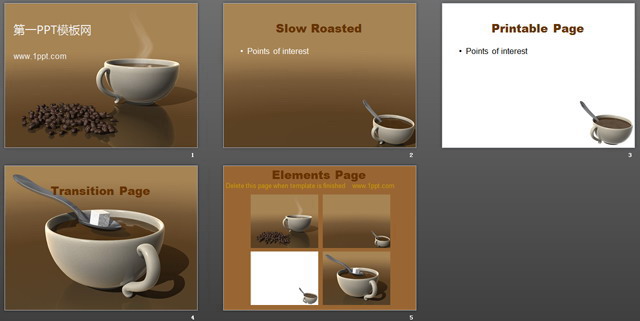 第一PPT模板网
www.1ppt.com
1
Slow Roasted
• Points of interest
2
Printable Page
• Points of interest
3
Transition Page
4
Elements Page
Delete this page when template is finished www.1ppt.com
5